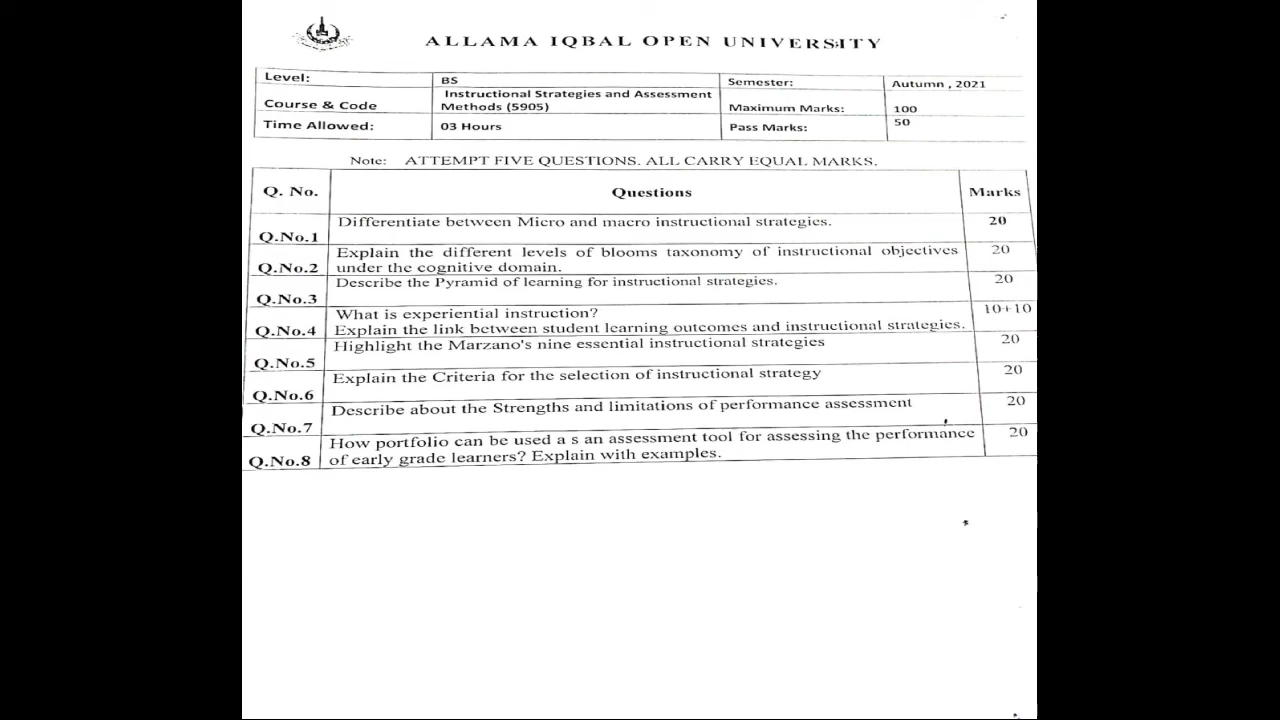 ALLAMA IQBAL OPEN UNIVERSITY
Level: BS Semester: Autumn , 2021
Course & Code Instructional Strategies and Assessment
Methods (5905) Maximum Marks: 100
Time Allowed: 03 Hours Pass Marks: 50
Note: ATTEMPT FIVE QUESTIONS. ALL CARRY EQUAL MARKS.
Q. No. Questions Marks
Q.No.1 Differentiate between Micro and macro instructional strategies. 20
Q.No.2 Explain the different levels of blooms taxonomy of instructional objectives 20
under the cognitive domain.
Q.No.3 Describe the Pyramid of learning for instructional strategies. 20
Q.No.4 What is experiential instruction? 10+10
Explain the link between student learning outcomes and instructional strategies.
Q.No.5 Highlight the Marzano's nine essential instructional strategies 20
Q.No.6 Explain the Criteria for the selection of instructional strategy 20
Q.No.7 Describe about the Strengths and limitations of performance assessment 20
Q.No.8 How portfolio can be used a s an assessment tool for assessing the performance 20
of early grade learners? Explain with examples.